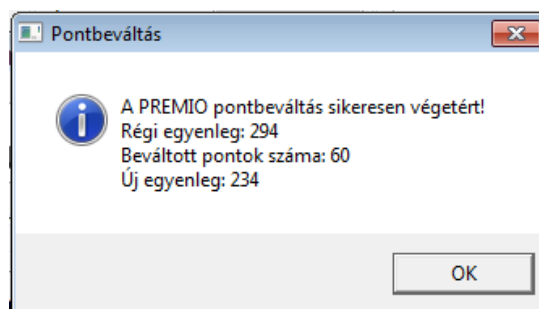 Pontbeváltás
A PREMIO pontbeváltás sikeresen végetért!
Régi egyenleg: 294
Beváltott pontok száma: 60
Új egyenleg: 234
OK